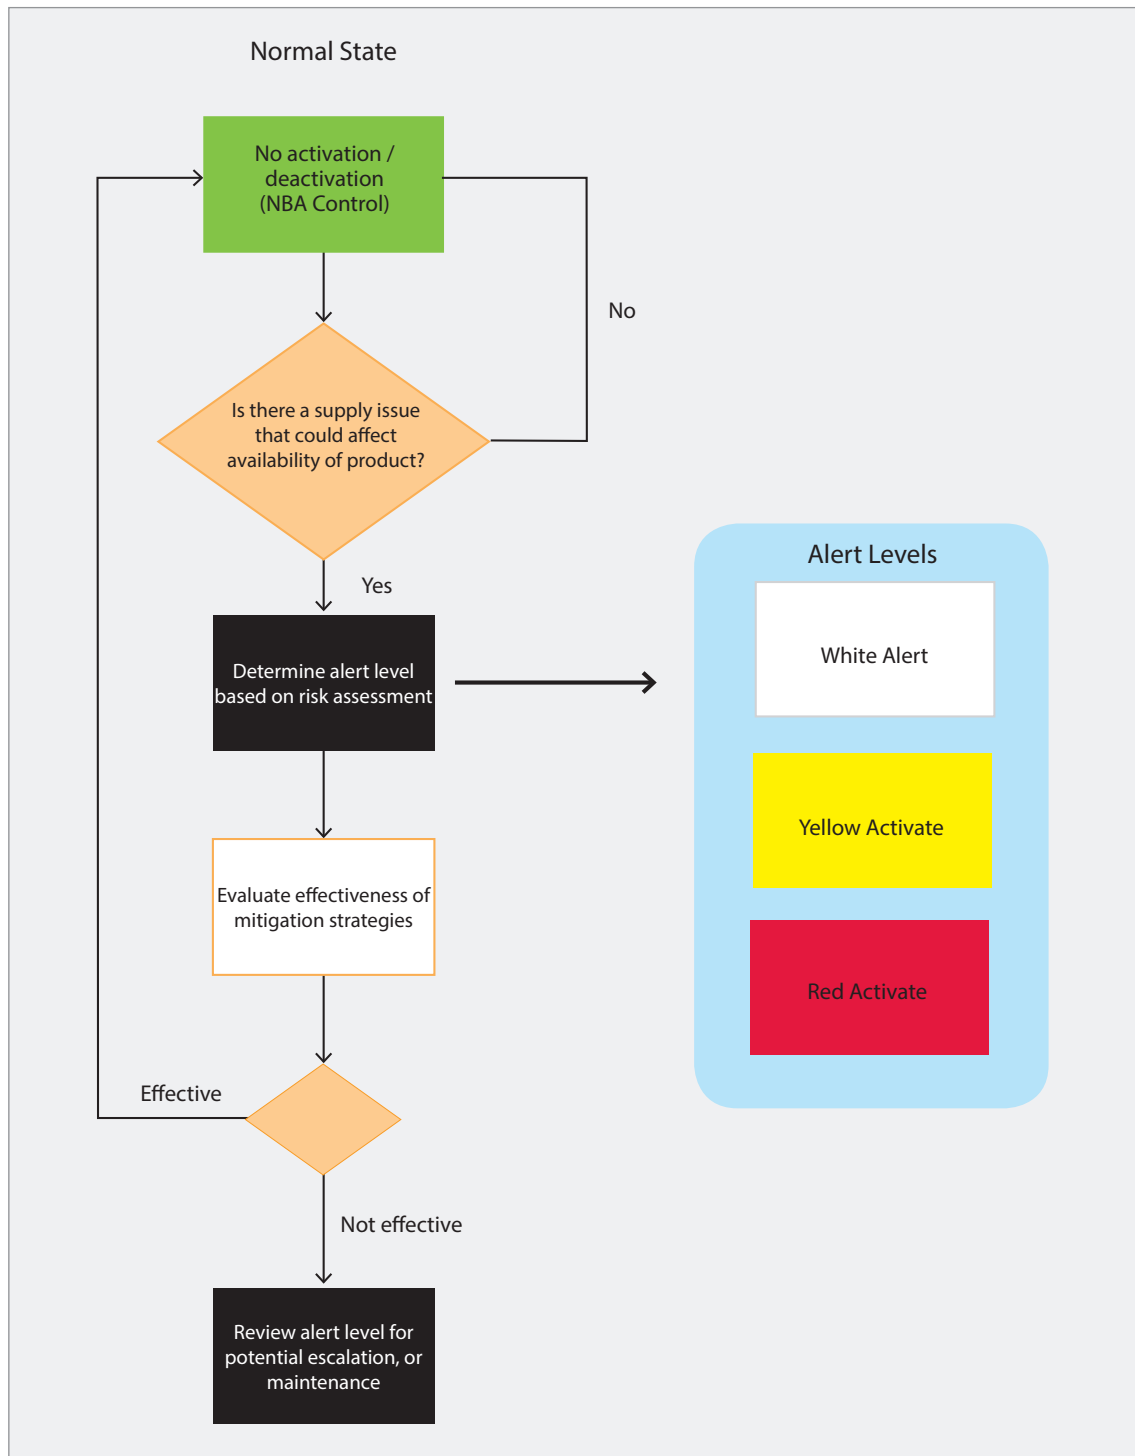 Normal State
No activation /
deactivation
(NBA Control)
No
Is there a supply issue
that could affect
availability of product?
Yes
Alert Levels
White Alert
Determine alert level
based on risk assessment
Yellow Activate
Evaluate effectiveness of
mitigation strategies
Red Activate
Effective
Not effective
Review alert level for
potential escalation, or
maintenance